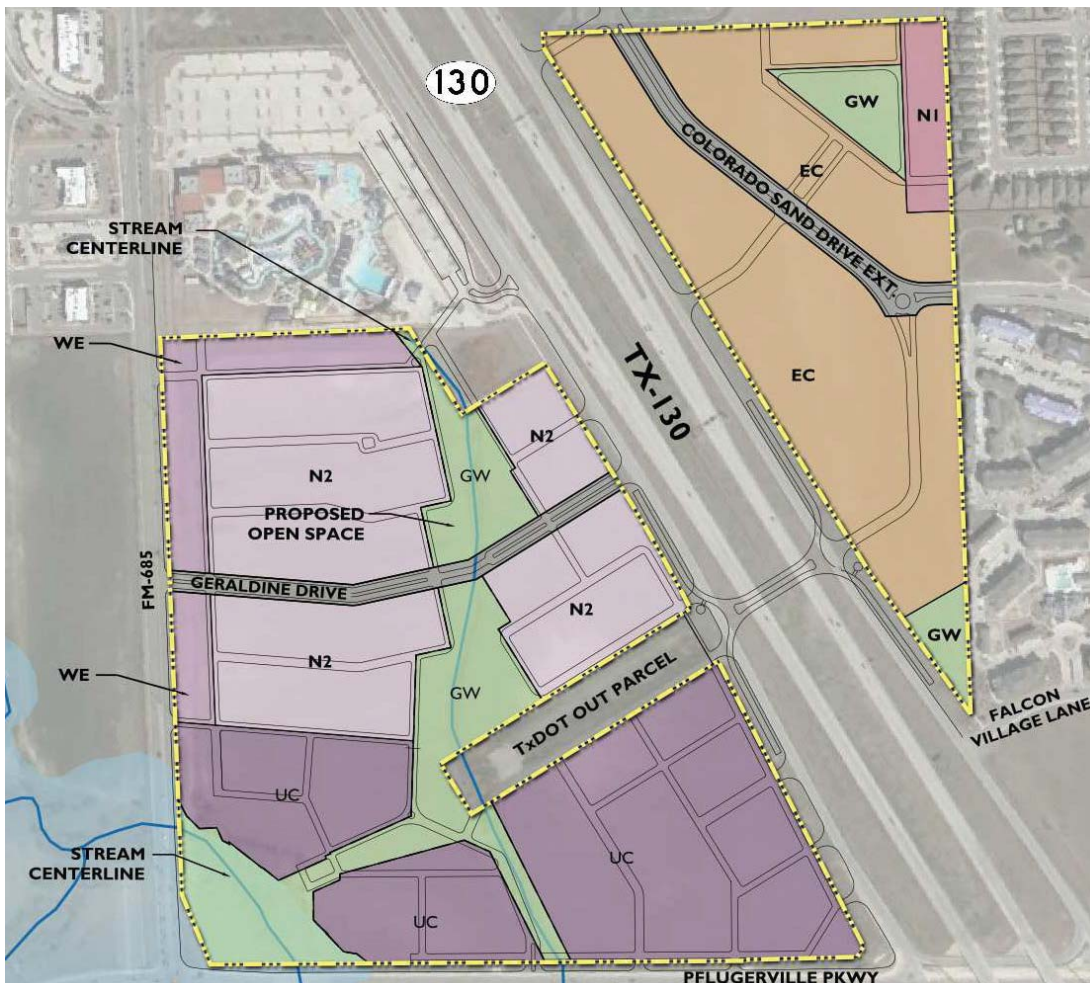 130
GW
N1
COLORADO SAND DRIVE EXT.
EC
STREAM
CENTERLINE
WE
TX-130
EC
N2
N2
GW
PROPOSED
OPEN SPACE
FM-685
GERALDINE DRIVE
N2
GW
N2
WE
GW
TxDOT OUT PARCEL
FALCON
VILLAGE LANE
UC
STREAM
CENTERLINE
UC
UC
PFLUGERVILLE PKWY